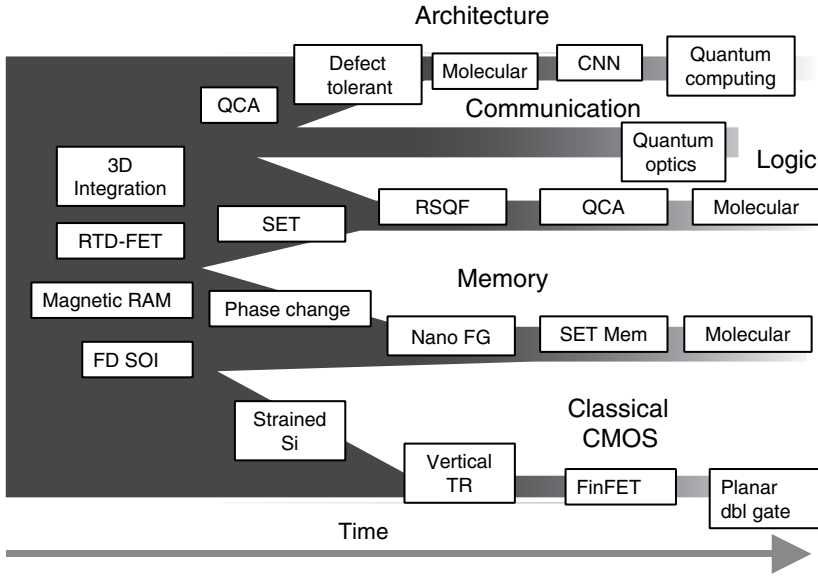 Architecture
Defect
tolerant
Molecular
CNN
Quantum
computing
QCA
Communication
Quantum
optics
Logic
3D
Integration
RSQF
QCA
Molecular
SET
RTD-FET
Memory
Magnetic RAM
Phase change
Nano FG
SET Mem
Molecular
FD SOI
Strained
Si
Classical
CMOS
Vertical
TR
FinFET
Planar
dbl gate
Time